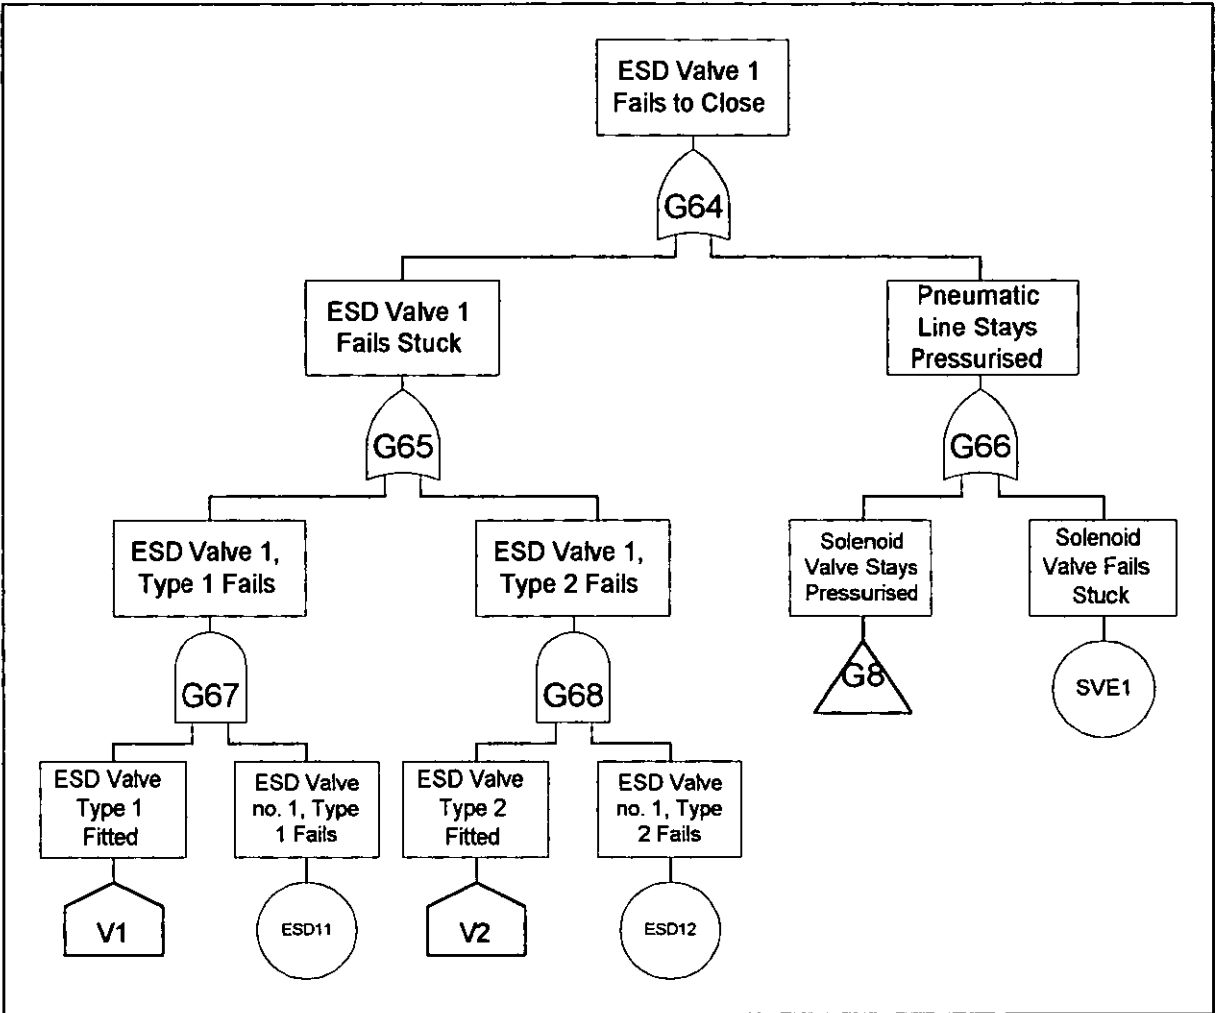 ESD Valve 1
Fails to Close
G64
ESD Valve 1
Fails Stuck
Pneumatic
Line Stays
Pressurised
G65
G66
ESD Valve 1,
Type 1 Fails
ESD Valve 1,
Type 2 Fails
Solenoid
Valve Stays
Pressurised
Solenoid
Valve Fails
Stuck
G67
G68
G8
SVE1
ESD Valve
Type 1
Fitted
ESD Valve
no. 1, Type
1 Fails
ESD Valve
Type 2
Fitted
ESD Valve
no. 1, Type
2 Fails
V1
ESD11
V2
ESD12